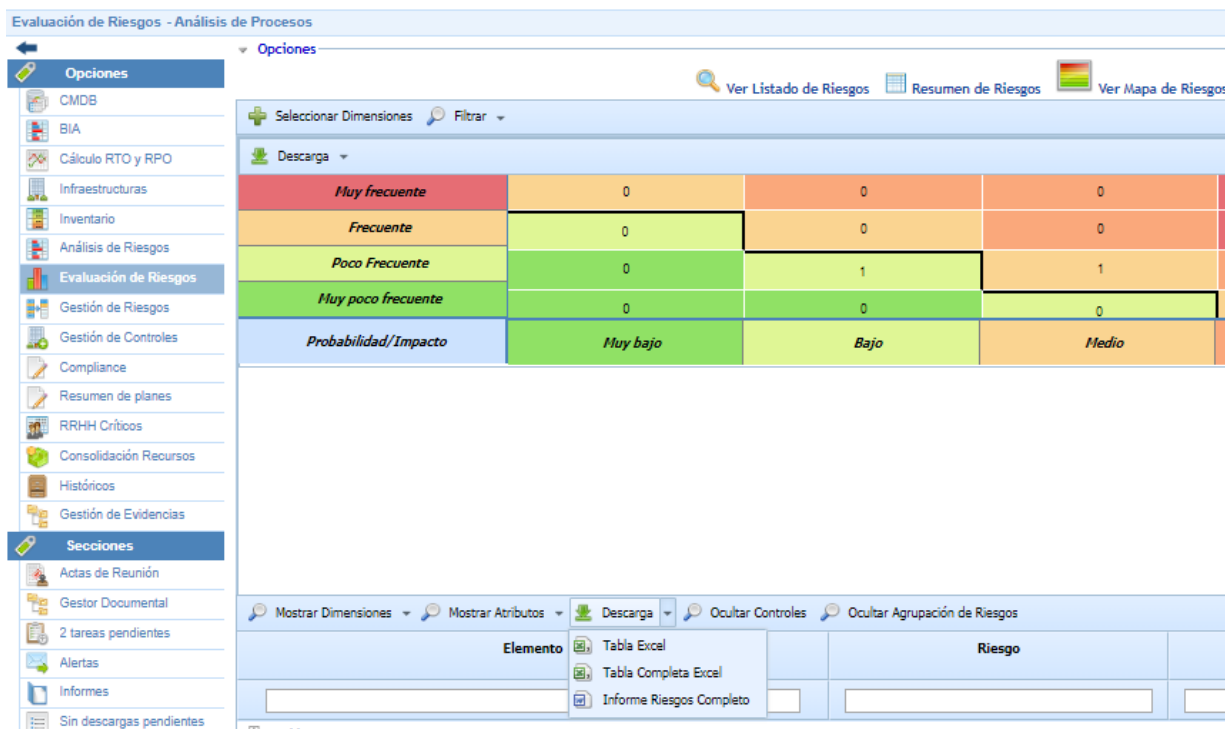 Evaluación de Riesgos - Análisis de Procesos
Opciones
Opciones
CMDB
BIA
Cálculo RTO y RPO
Infraestructuras
Inventario
Análisis de Riesgos
Evaluación de Riesgos
Gestión de Riesgos
Gestión de Controles
Compliance
Resumen de planes
RRHH Críticos
Consolidación Recursos
Históricos
Gestión de Evidencias
Secciones
Actas de Reunión
Gestor Documental
2 tareas pendientes
Alertas
Informes
Sin descargas pendientes
Ver Listado de Riesgos Resumen de Riesgos Ver Mapa de Riesgos
Seleccionar Dimensiones Filtrar
Descarga
Muy frecuente 0 0 0
Frecuente 0 0 0
Poco Frecuente 0 1 1
Muy poco frecuente 0 0 0
Probabilidad/Impacto Muy bajo Bajo Medio
Mostrar Dimensiones Mostrar Atributos Descarga Ocultar Controles Ocultar Agrupación de Riesgos
Elemento Riesgo
Tabla Excel
Tabla Completa Excel
Informe Riesgos Completo